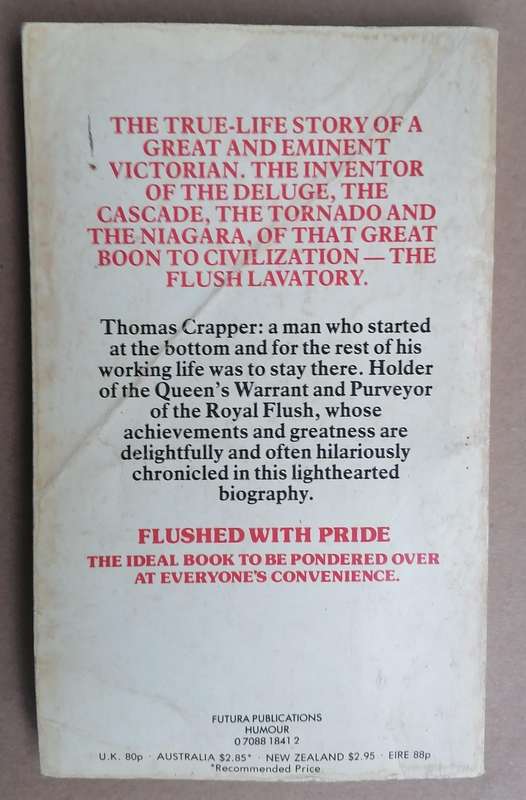 THE TRUE-LIFE STORY OF A
GREAT AND EMINENT
VICTORIAN. THE INVENTOR
OF THE DELUGE, THE
CASCADE, THE TORNADO AND
THE NIAGARA, OF THAT GREAT
BOON TO CIVILIZATION — THE
FLUSH LAVATORY.
Thomas Crapper: a man who started
at the bottom and for the rest of his
working life was to stay there. Holder
of the Queen's Warrant and Purveyor
of the Royal Flush, whose
achievements and greatness are
delightfully and often hilariously
chronicled in this lighthearted
biography.
FLUSHED WITH PRIDE
THE IDEAL BOOK TO BE PONDERED OVER
AT EVERYONE'S CONVENIENCE.
FUTURA PUBLICATIONS
HUMOUR
0 7088 1841 2
U.K. 80p · AUSTRALIA $2.85* · NEW ZEALAND $2.95 · EIRE 88p
*Recommended Price